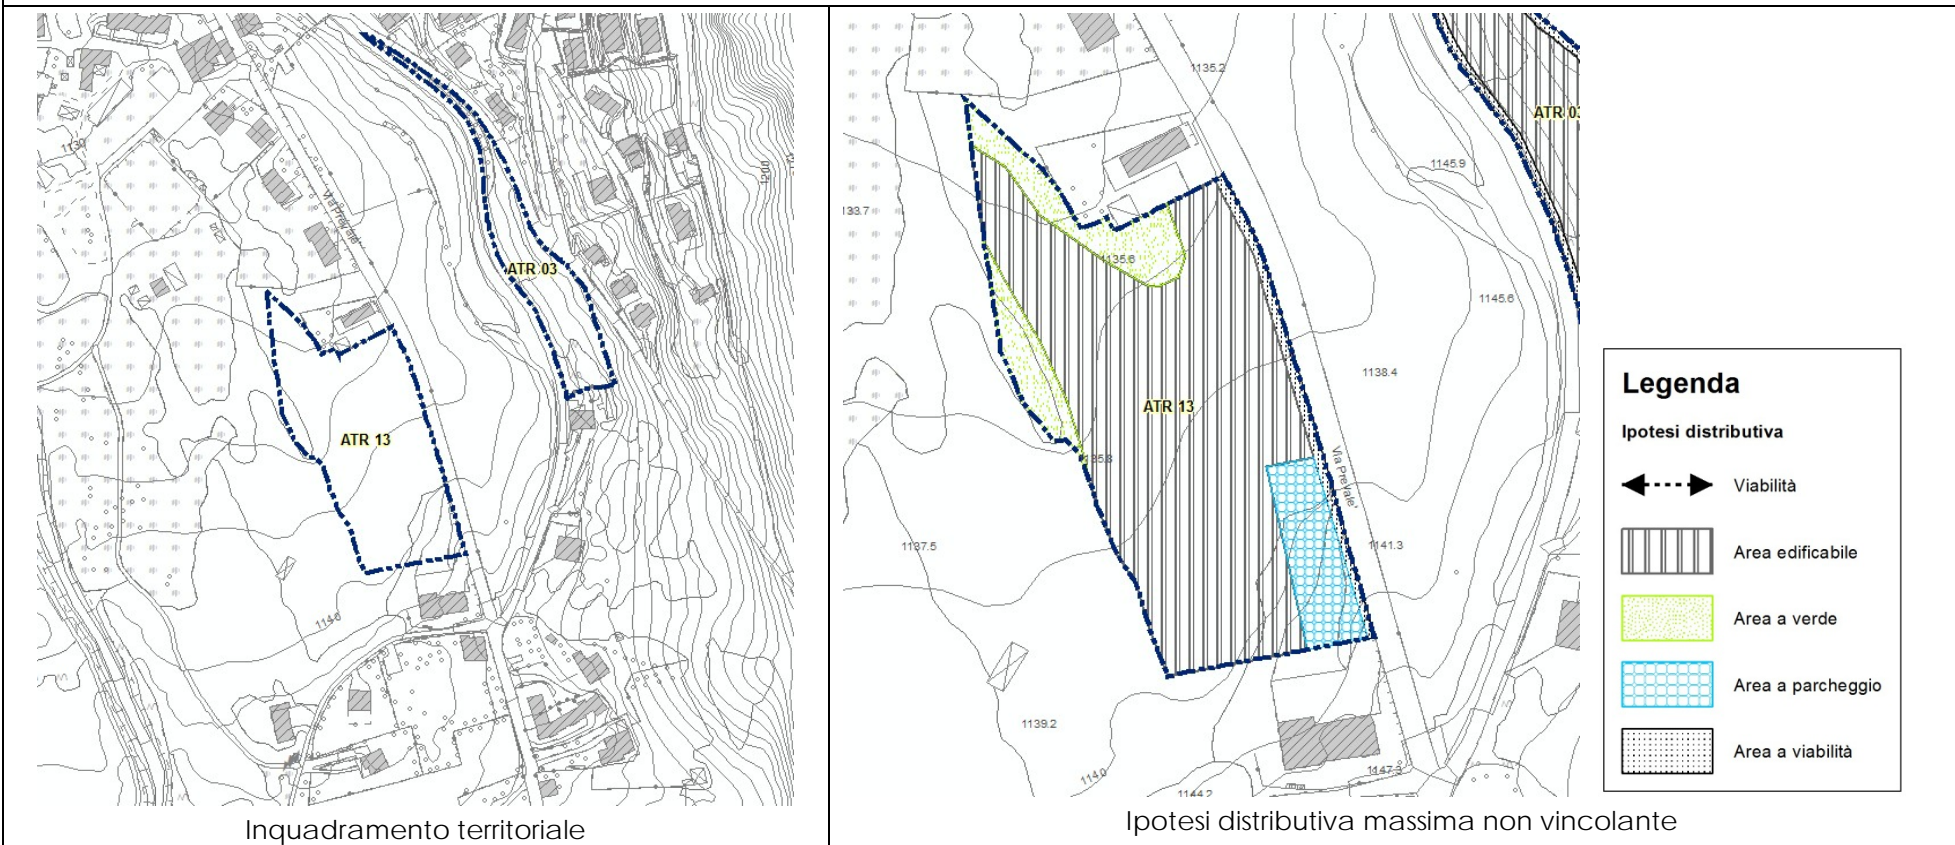 1130
1200
Via Prevale'
ATR 03
ATR 13
1140
Inquadramento territoriale
1135.2
ATR 03
1145.9
133.7
1135.6
1145.6
1138.4
ATR 13
1135.8
Via Prevale'
1137.5
1141.3
1139.2
1140
1147.3
1144.2
Ipotesi distributiva massima non vincolante
Legenda
Ipotesi distributiva
Viabilità
Area edificabile
Area a verde
Area a parcheggio
Area a viabilità